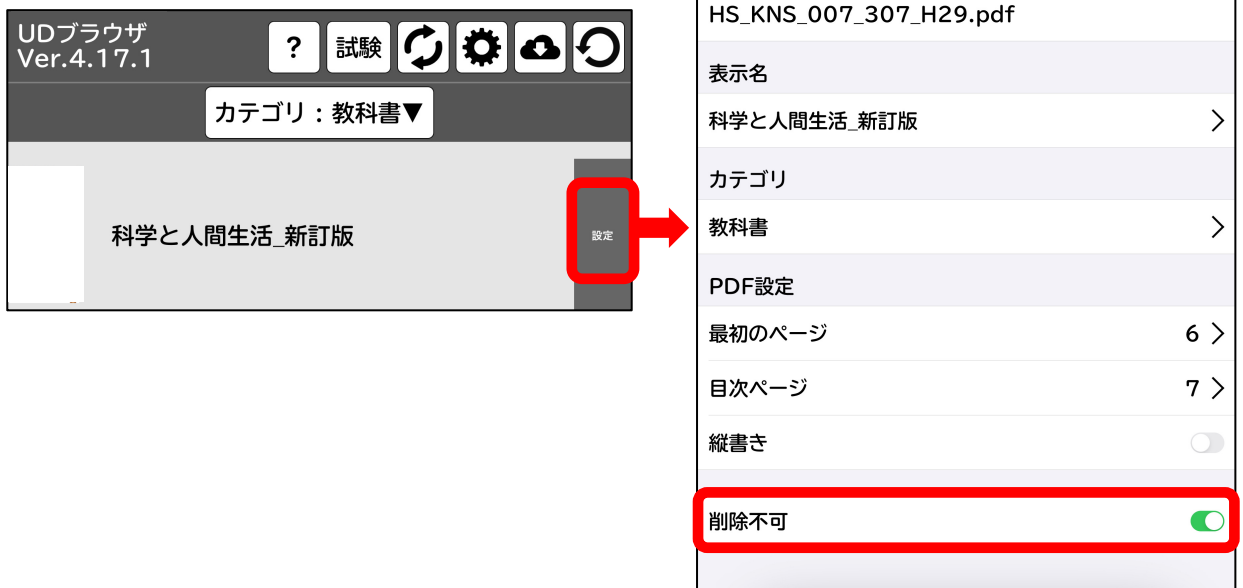 UDブラウザ
Ver.4.17.1
?
試験
カテゴリ：教科書▼
科学と人間生活_新訂版
設定
HS_KNS_007_307_H29.pdf
表示名
科学と人間生活_新訂版
カテゴリ
教科書
PDF設定
最初のページ 6
目次ページ 7
縦書き
削除不可